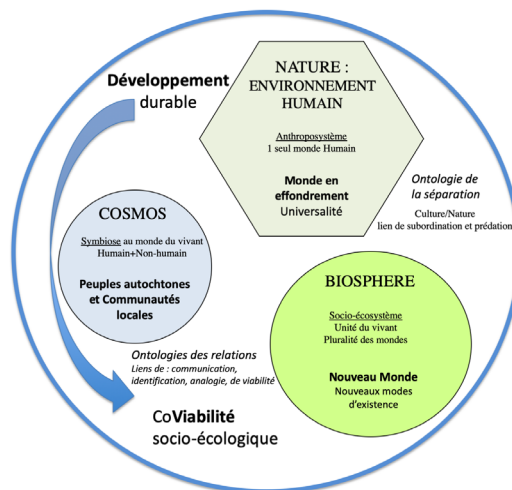 Développement
durable
NATURE :
ENVIRONNEMENT
HUMAIN
Anthroposystème
1 seul monde Humain
Monde en
effondrement
Universalité
Ontologie de
la séparation
Culture/Nature
lien de subordination et prédation
COSMOS
Symbiose au monde du vivant
Humain+Non-humain
Peuples autochtones
et Communautés
locales
BIOSPHERE
Socio-écosystème
Unité du vivant
Pluralité des mondes
Nouveau Monde
Nouveaux modes
d'existence
Ontologies des relations
Liens de : communication,
identification, analogie, de viabilité
CoViabilité
socio-écologique